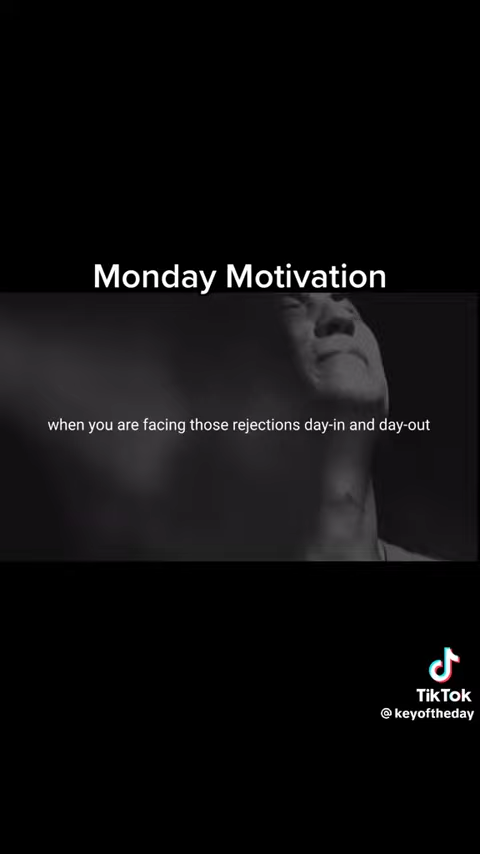 Monday Motivation
when you are facing those rejections day-in and day-out
TikTok
@keyoftheday